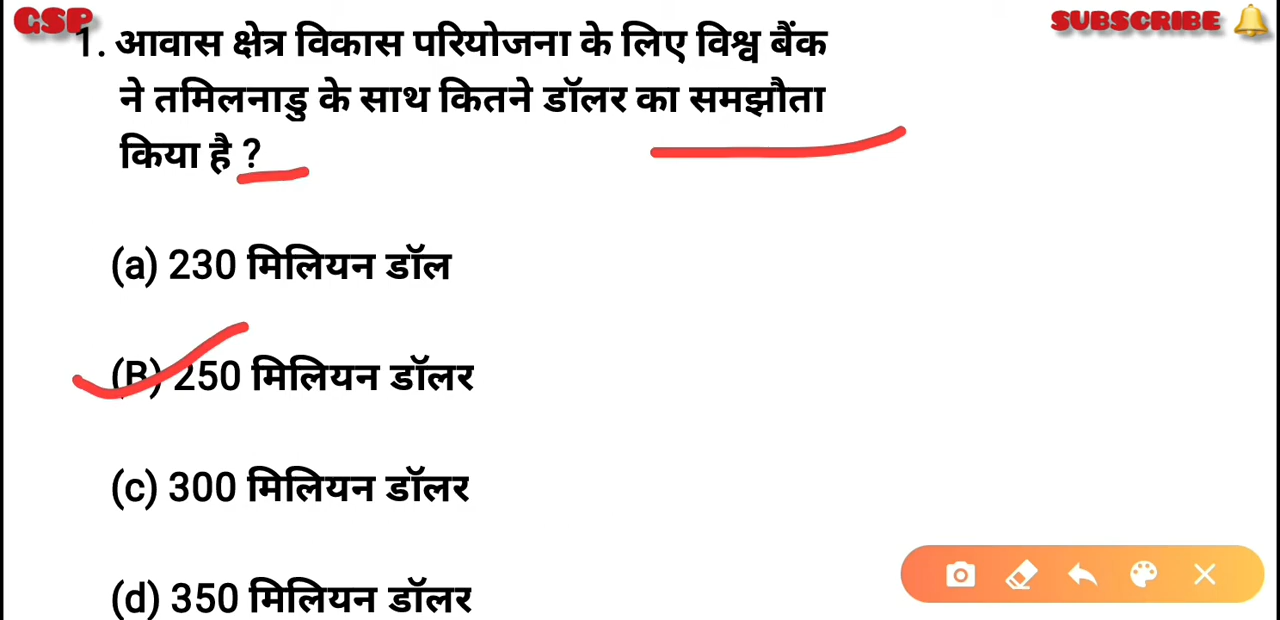 GSP
SUBSCRIBE
1. आवास क्षेत्र विकास परियोजना के लिए विश्व बैंक
ने तमिलनाडु के साथ कितने डॉलर का समझौता
किया है ?
(a) 230 मिलियन डॉल
(B) 250 मिलियन डॉलर
(c) 300 मिलियन डॉलर
(d) 350 मिलियन डॉलर